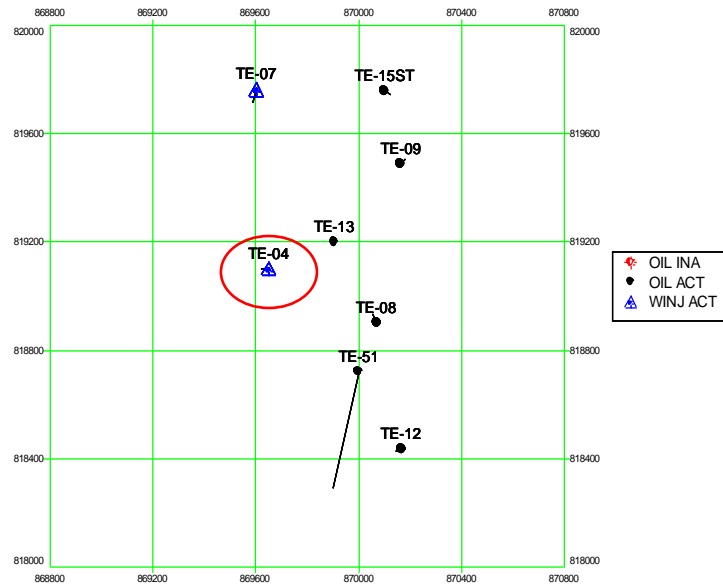 868800 869200 869600 870000 870400 870800
820000
TE-07 TE-15ST
819600
TE-09
TE-13
819200
TE-04
OIL INA
OIL ACT
WINJ ACT
TE-08
818800
TE-51
TE-12
818400
818000
868800 869200 869600 870000 870400 870800
820000
819600
819200
818800
818400
818000